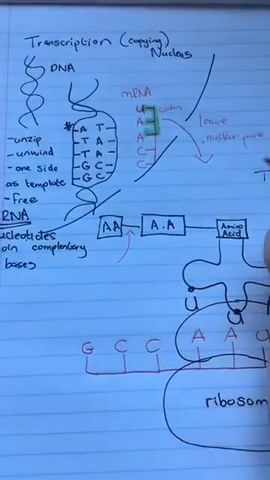 Transcription (copying)
Nucleus
DNA
mRNA
U
A
A
C
C
codon
leave
nuclear pore
* A T
T A
T A
G C
G C
- unzip
- unwind
- one side
as template
- Free
RNA
nucleotides
join complementary
bases
AA
A.A
Amino
Acid
U
G C C A A U
ribosom